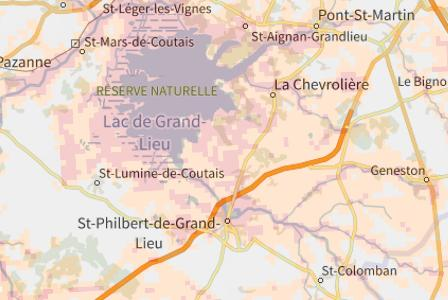 St-Léger-les-Vignes
Pont-St-Martin
St-Mars-de-Coutais
St-Aignan-Grandlieu
Pazanne
RÉSERVE NATURELLE
La Chevrolière
Le Bigno
Lac de Grand-
Lieu
St-Lumine-de-Coutais
Geneston
St-Philbert-de-Grand-
Lieu
St-Colomban